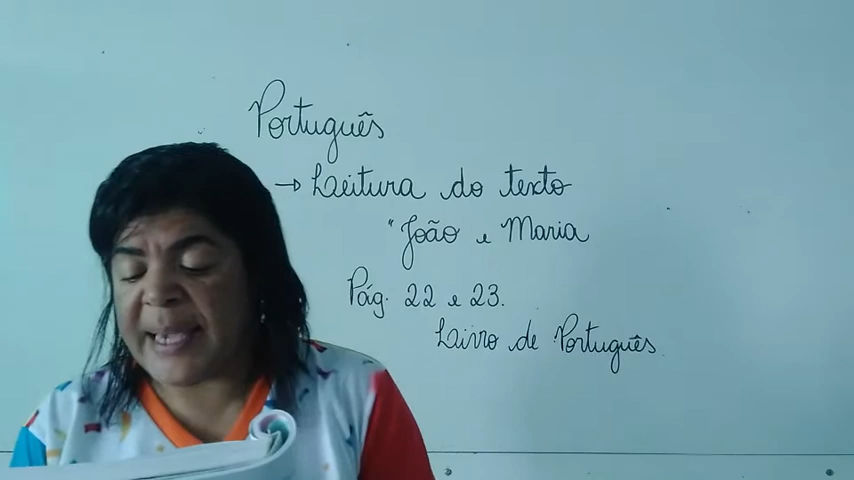 Português
→ Leitura do texto
"João e Maria
Pág. 22 e 23.
Livro de Português